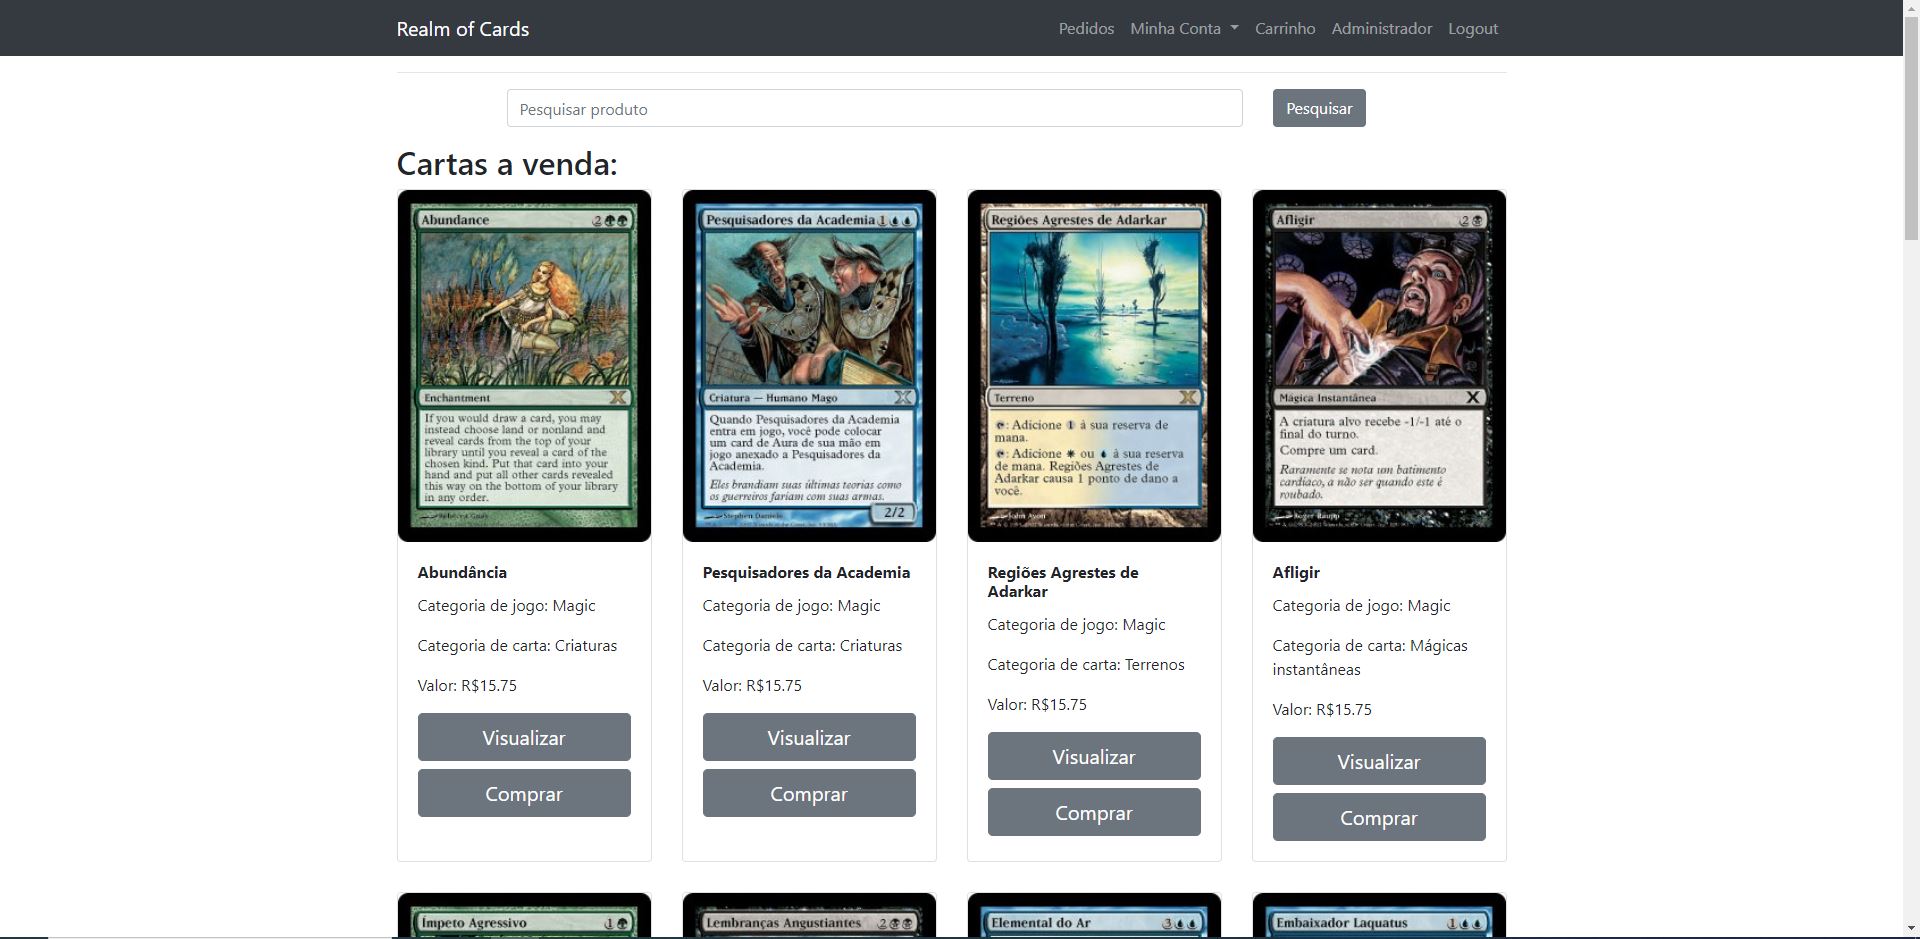 Realm of Cards
Pedidos Minha Conta Carrinho Administrador Logout
Pesquisar produto
Pesquisar
Cartas a venda:
Abundance 2
Enchantment
If you would draw a card, you may
instead choose land or nonland and
reveal cards from the top of your
library until you reveal a card of the
chosen kind. Put that card into your
hand and put all other cards revealed
this way on the bottom of your library
in any order.
Abundância
Categoria de jogo: Magic
Categoria de carta: Criaturas
Valor: R$15.75
Visualizar
Comprar
Pesquisadores da Academia 1
Criatura — Humano Mago
Quando Pesquisadores da Academia
entra em jogo, você pode colocar
um card de Aura de sua mão em
jogo anexado a Pesquisadores da
Academia.
Eles brandiam suas últimas teorias como
os guerreiros fariam com suas armas.
2/2
Pesquisadores da Academia
Categoria de jogo: Magic
Categoria de carta: Criaturas
Valor: R$15.75
Visualizar
Comprar
Regiões Agrestes de Adarkar
Terreno
: Adicione 1 à sua reserva de
mana.
: Adicione ou à sua reserva
de mana. Regiões Agrestes de
Adarkar causa 1 ponto de dano a
você.
John Avon
Regiões Agrestes de
Adarkar
Categoria de jogo: Magic
Categoria de carta: Terrenos
Valor: R$15.75
Visualizar
Comprar
Afligir 2
Mágica Instantânea
A criatura alvo recebe -1/-1 até o
final do turno.
Compre um card.
Raramente se nota um batimento
cardíaco, a não ser quando este é
roubado.
Afligir
Categoria de jogo: Magic
Categoria de carta: Mágicas
instantâneas
Valor: R$15.75
Visualizar
Comprar
Ímpeto Agressivo 1
Lembranças Angustiantes 2
Elemental do Ar 3
Embaixador Laquatus 1